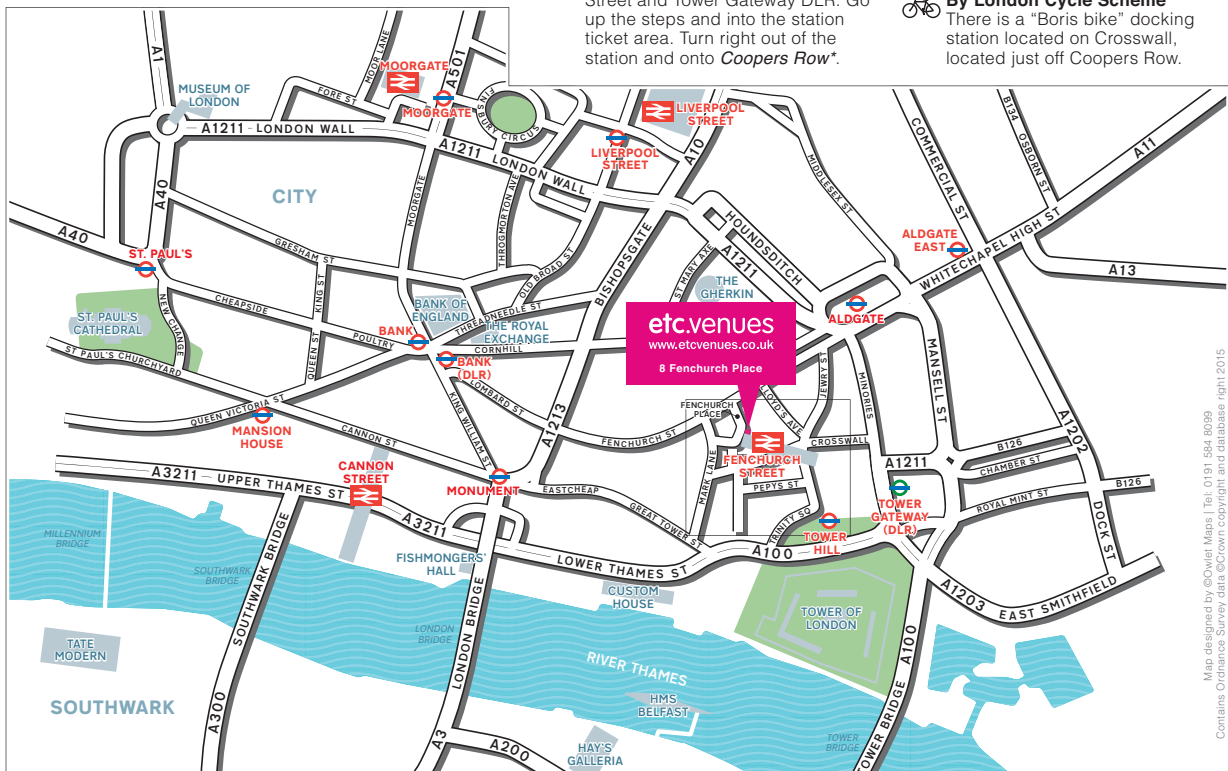 Street and Tower Gateway DLR. Go
up the steps and into the station
ticket area. Turn right out of the
station and onto Coopers Row*.
By London Cycle Scheme
There is a “Boris bike” docking
station located on Crosswall,
located just off Coopers Row.
A1
MOOR LANE
A501
MOORGATE
MUSEUM OF
LONDON
FORE ST
MOORGATE
FINSBURY CIRCUS
LIVERPOOL
STREET
B134
OSBORN ST
COMMERCIAL ST
A11
A1211 - LONDON WALL
A1211 LONDON WALL
LIVERPOOL
STREET
A10
MIDDLESEX ST
A40
CITY
MOORGATE
THROGMORTON AVE
HOUNDSDITCH
A1211
ALDGATE
EAST
WHITECHAPEL HIGH ST
A40
ST. PAUL'S
GRESHAM ST
OLD BROAD ST
BISHOPSGATE
ST MARY AXE
A13
KING ST
THE
GHERKIN
CHEAPSIDE
NEW CHANGE
BANK OF
ENGLAND
THREADNEEDLE ST
ALDGATE
ST. PAUL'S
CATHEDRAL
BANK
POULTRY
THE ROYAL
EXCHANGE
CORNHILL
etc.venues
www.etcvenues.co.uk
8 Fenchurch Place
ST PAUL'S CHURCHYARD
QUEEN ST
BANK
(DLR)
LOMBARD ST
JEWRY ST
MINORIES
MANSELL ST
QUEEN VICTORIA ST
KING WILLIAM ST
A1213
FENCHURCH
PLACE
LLOYD'S AVE
A1202
MANSION
HOUSE
CANNON ST
FENCHURCH ST
CROSSWALL
B126
FENCHURCH
STREET
A1211
CHAMBER ST
A3211 - UPPER THAMES ST
CANNON
STREET
MONUMENT
EASTCHEAP
MARK LANE
PEPYS ST
B126
TOWER
GATEWAY
(DLR)
ROYAL MINT ST
GREAT TOWER ST
TRINITY SQ
TOWER
HILL
DOCK ST
A3211
MILLENNIUM
BRIDGE
SOUTHWARK
BRIDGE
SOUTHWARK BRIDGE
FISHMONGERS'
HALL
LOWER THAMES ST
A100
CUSTOM
HOUSE
A1203
EAST SMITHFIELD
TOWER OF
LONDON
LONDON
BRIDGE
LONDON BRIDGE
TATE
MODERN
RIVER THAMES
A100
SOUTHWARK
A300
HMS
BELFAST
A3
A200
HAY'S
GALLERIA
TOWER
BRIDGE
TOWER BRIDGE
Map designed by ©Owlet Maps | Tel: 0191 584 8099
Contains Ordnance Survey data ©Crown copyright and database right 2015